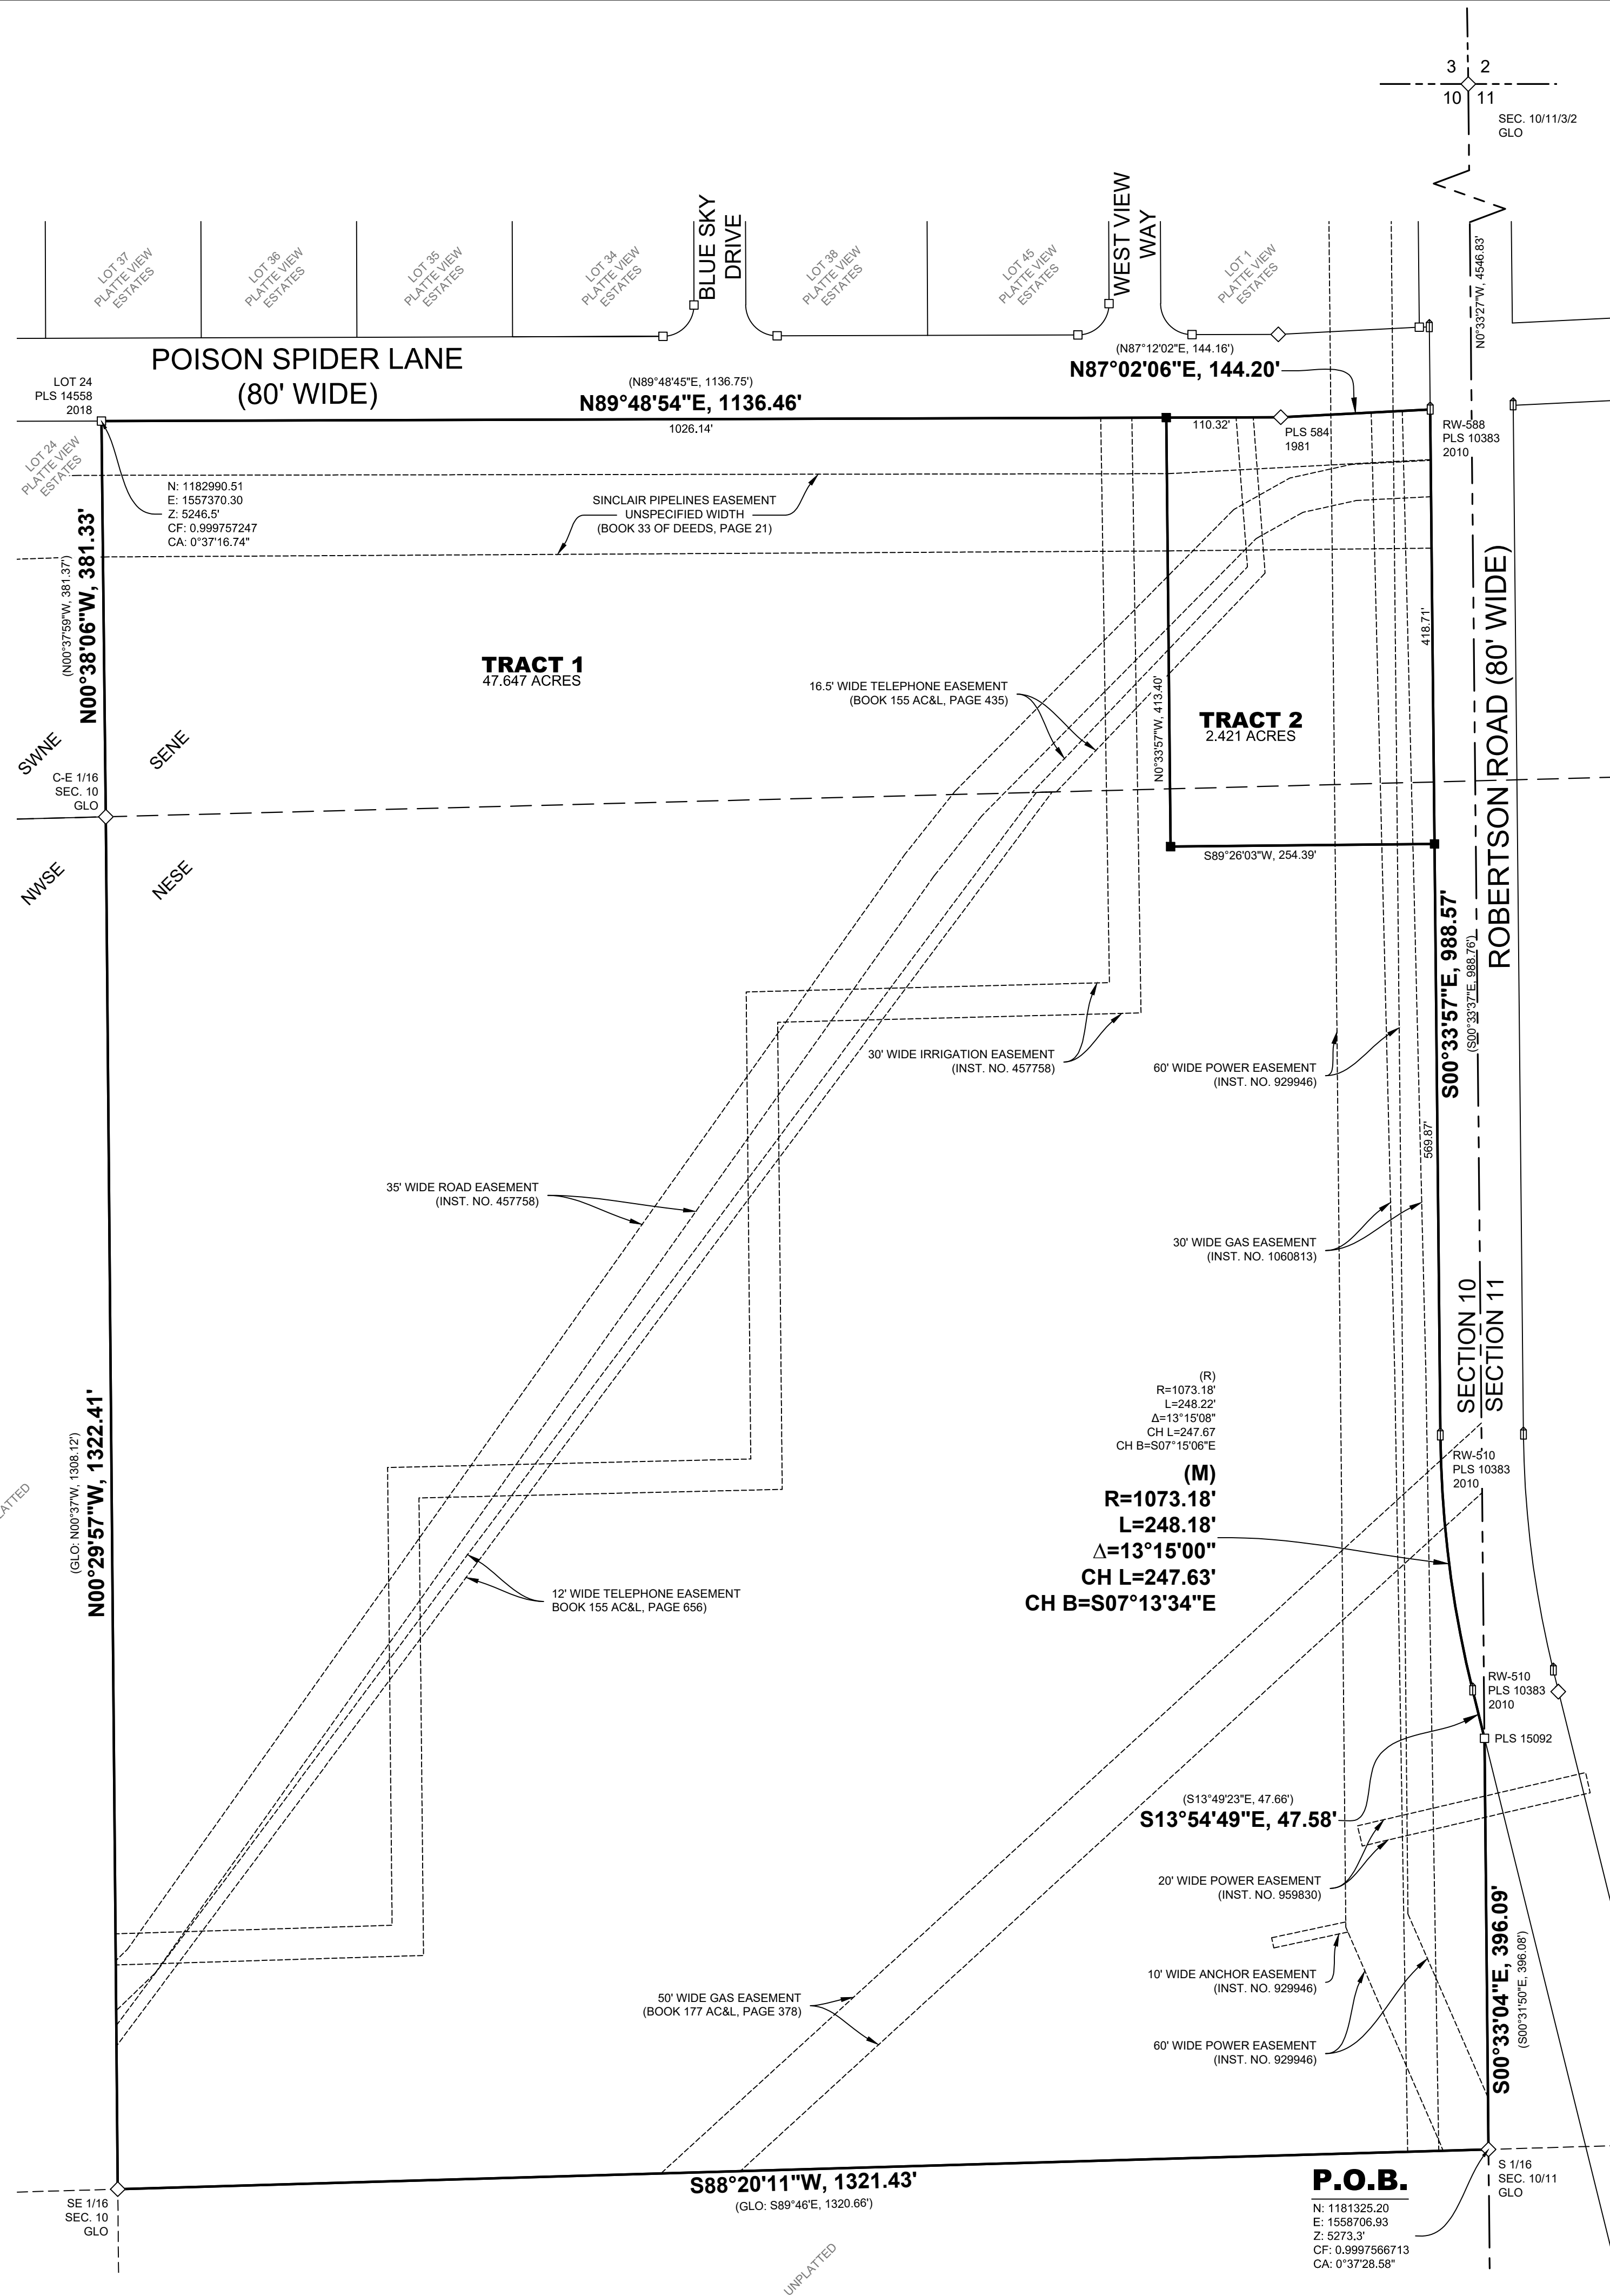 3 2
10 11
SEC. 10/11/3/2
GLO
N0°33'27"W, 4546.83'
LOT 37
PLATTE VIEW
ESTATES
LOT 36
PLATTE VIEW
ESTATES
LOT 35
PLATTE VIEW
ESTATES
LOT 34
PLATTE VIEW
ESTATES
BLUE SKY
DRIVE
LOT 38
PLATTE VIEW
ESTATES
LOT 45
PLATTE VIEW
ESTATES
WEST VIEW
WAY
LOT 1
PLATTE VIEW
ESTATES
POISON SPIDER LANE
(80' WIDE)
(N87°12'02"E, 144.16')
N87°02'06"E, 144.20'
LOT 24
PLS 14558
2018
(N89°48'45"E, 1136.75')
N89°48'54"E, 1136.46'
1026.14'
110.32'
PLS 584
1981
RW-588
PLS 10383
2010
LOT 24
PLATTE VIEW
ESTATES
N: 1182990.51
E: 1557370.30
Z: 5246.5'
CF: 0.999757247
CA: 0°37'16.74"
SINCLAIR PIPELINES EASEMENT
UNSPECIFIED WIDTH
(BOOK 33 OF DEEDS, PAGE 21)
(N00°37'59"W, 381.37')
N00°38'06"W, 381.33'
TRACT 1
47.647 ACRES
16.5' WIDE TELEPHONE EASEMENT
(BOOK 155 AC&L, PAGE 435)
N0°33'57"W, 413.40'
TRACT 2
2.421 ACRES
418.71'
ROBERTSON ROAD (80' WIDE)
SWNE
SENE
C-E 1/16
SEC. 10
GLO
NWSE
NESE
S89°26'03"W, 254.39'
S00°33'57"E, 988.57'
(S00°33'37"E, 988.76')
30' WIDE IRRIGATION EASEMENT
(INST. NO. 457758)
60' WIDE POWER EASEMENT
(INST. NO. 929946)
569.87'
35' WIDE ROAD EASEMENT
(INST. NO. 457758)
30' WIDE GAS EASEMENT
(INST. NO. 1060813)
SECTION 10
SECTION 11
(R)
R=1073.18'
L=248.22'
Δ=13°15'08"
CH L=247.67
CH B=S07°15'06"E
(M)
R=1073.18'
L=248.18'
Δ=13°15'00"
CH L=247.63'
CH B=S07°13'34"E
RW-510
PLS 10383
2010
(GLO: N00°37'W, 1308.12')
N00°29'57"W, 1322.41'
12' WIDE TELEPHONE EASEMENT
BOOK 155 AC&L, PAGE 656)
RW-510
PLS 10383
2010
PLS 15092
(S13°49'23"E, 47.66')
S13°54'49"E, 47.58'
20' WIDE POWER EASEMENT
(INST. NO. 959830)
S00°33'04"E, 396.09'
(S00°31'50"E, 396.08')
10' WIDE ANCHOR EASEMENT
(INST. NO. 929946)
50' WIDE GAS EASEMENT
(BOOK 177 AC&L, PAGE 378)
60' WIDE POWER EASEMENT
(INST. NO. 929946)
S88°20'11"W, 1321.43'
(GLO: S89°46'E, 1320.66')
SE 1/16
SEC. 10
GLO
P.O.B.
N: 1181325.20
E: 1558706.93
Z: 5273.3'
CF: 0.9997566713
CA: 0°37'28.58"
S 1/16
SEC. 10/11
GLO
UNPLATTED